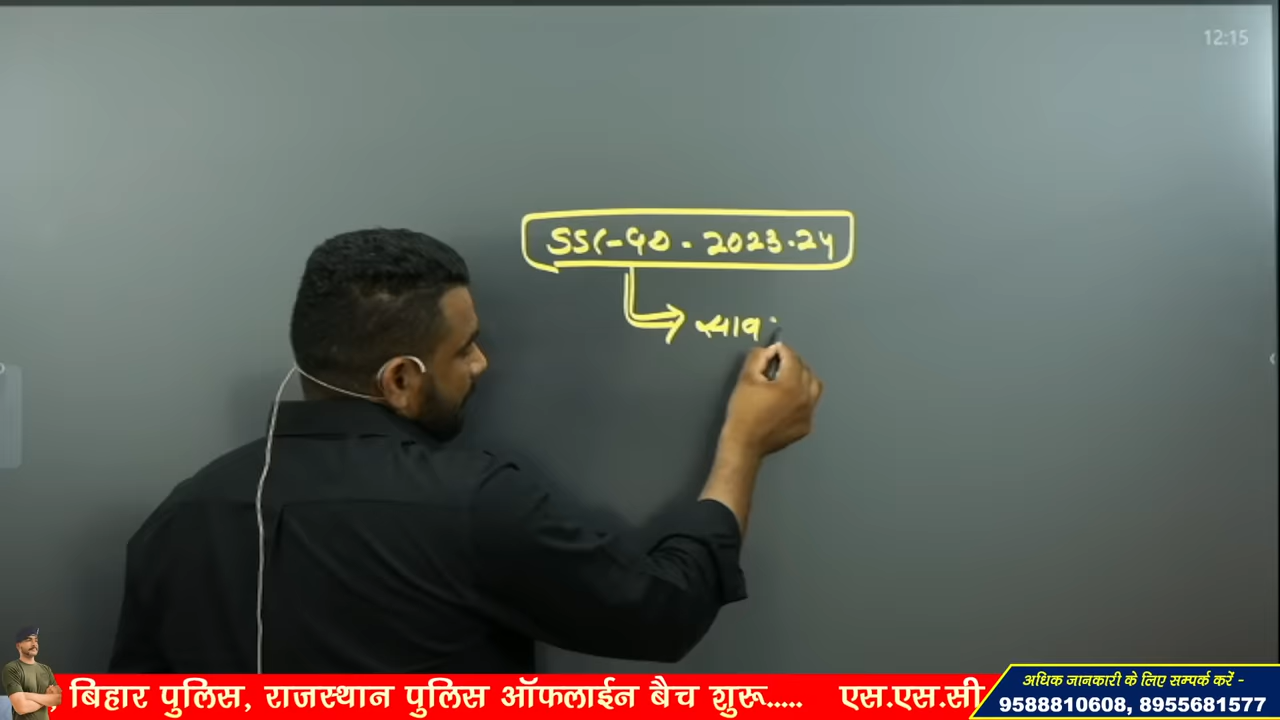 12:15
SSC-GD - 2023-24
साव
, बिहार पुलिस, राजस्थान पुलिस ऑफलाईन बैच शुरू..... एस.एस.सी
अधिक जानकारी के लिए सम्पर्क करें -
9588810608, 8955681577